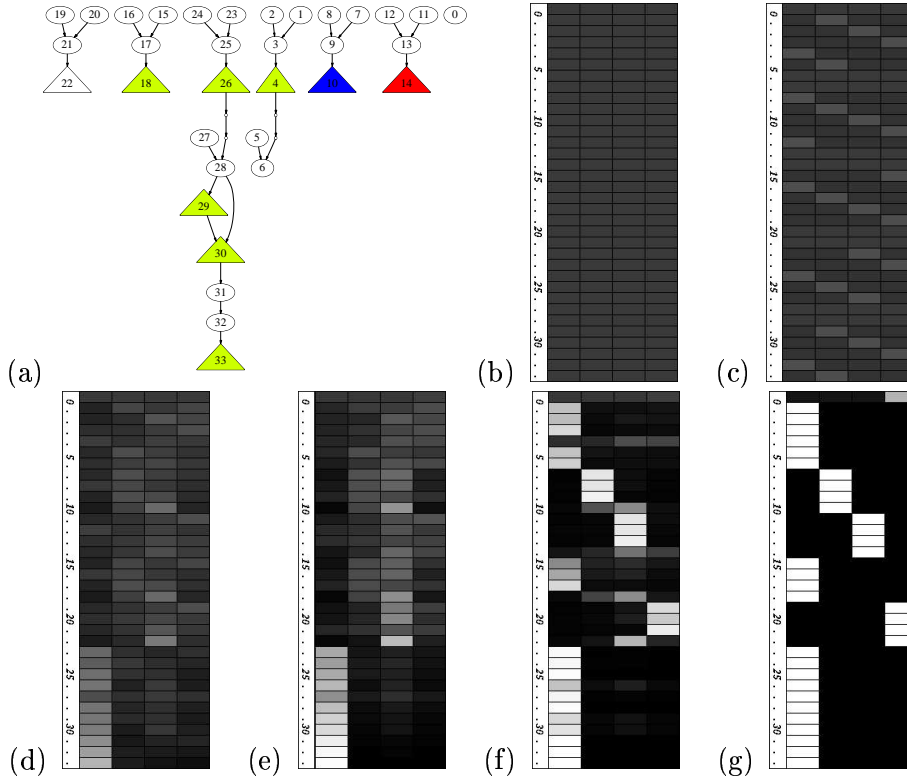 19 20 16 15 24 23 2 1 8 7 12 11 0
21 17 25 3 9 13
22 18 26 4 10 14
27 5
28 6
29
30
31
32
33
(a)
0. . . . 5. . . . .10. . . . .15. . . . .20. . . . .25. . . . .30. . .
(b)
0. . . . 5. . . . .10. . . . .15. . . . .20. . . . .25. . . . .30. . .
(c)
0. . . . 5. . . . .10. . . . .15. . . . .20. . . . .25. . . . .30. . .
(d)
0. . . . 5. . . . .10. . . . .15. . . . .20. . . . .25. . . . .30. . .
(e)
0. . . . 5. . . . .10. . . . .15. . . . .20. . . . .25. . . . .30. . .
(f)
0. . . . 5. . . . .10. . . . .15. . . . .20. . . . .25. . . . .30. . .
(g)